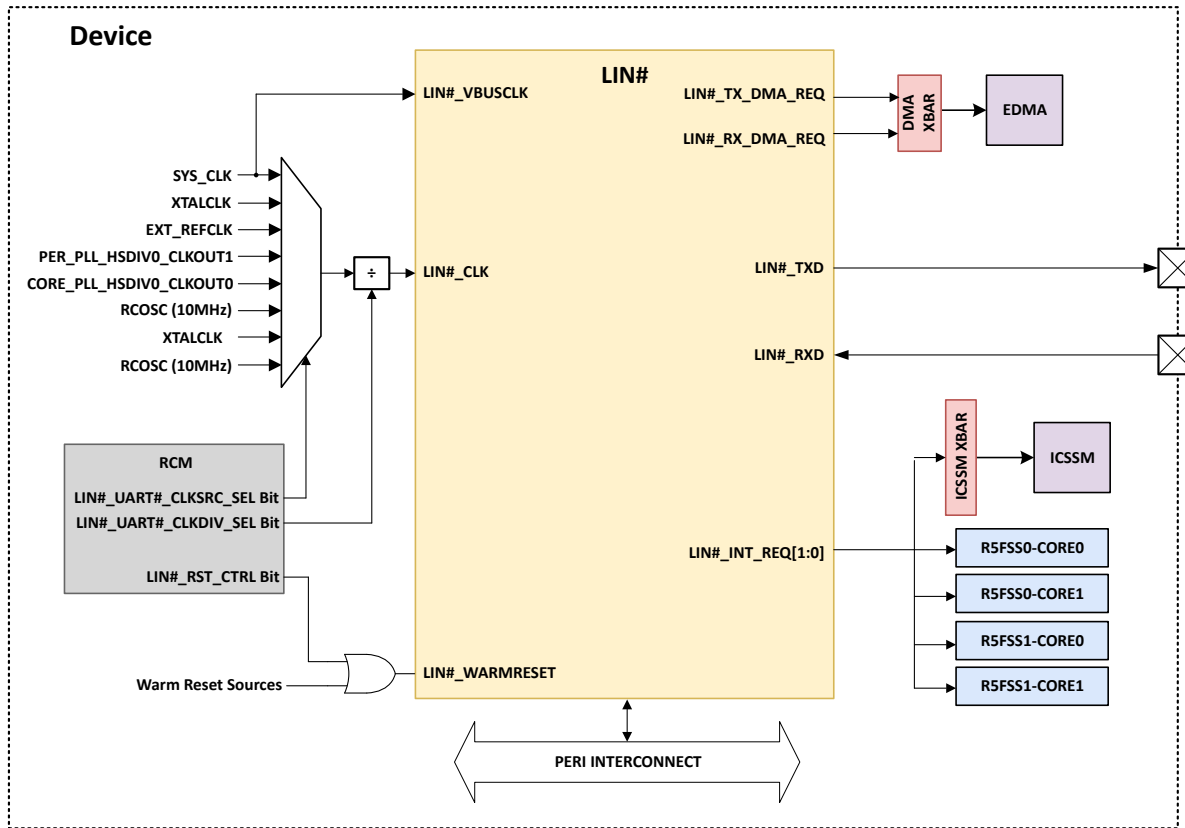 Device
LIN#
LIN#_VBUSCLK
LIN#_TX_DMA_REQ
LIN#_RX_DMA_REQ
DMA
XBAR
EDMA
SYS_CLK
XTALCLK
EXT_REFCLK
PER_PLL_HSDIV0_CLKOUT1
CORE_PLL_HSDIV0_CLKOUT0
RCOSC (10MHz)
XTALCLK
RCOSC (10MHz)
÷
LIN#_CLK
LIN#_TXD
LIN#_RXD
RCM
LIN#_UART#_CLKSRC_SEL Bit
LIN#_UART#_CLKDIV_SEL Bit
LIN#_RST_CTRL Bit
Warm Reset Sources
LIN#_WARMRESET
LIN#_INT_REQ[1:0]
ICSSM XBAR
ICSSM
R5FSS0-CORE0
R5FSS0-CORE1
R5FSS1-CORE0
R5FSS1-CORE1
PERI INTERCONNECT